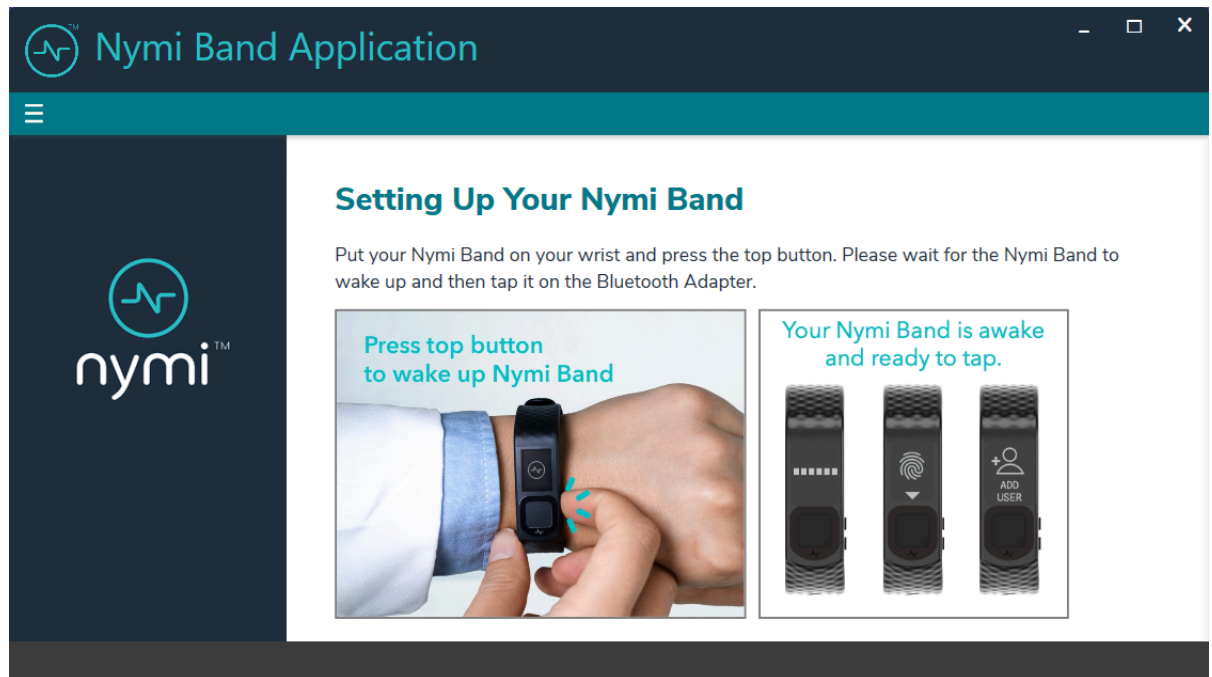 Nymi Band Application
TM
Setting Up Your Nymi Band
Put your Nymi Band on your wrist and press the top button. Please wait for the Nymi Band to
wake up and then tap it on the Bluetooth Adapter.
nymi™
Press top button
to wake up Nymi Band
Your Nymi Band is awake
and ready to tap.
ADD
USER